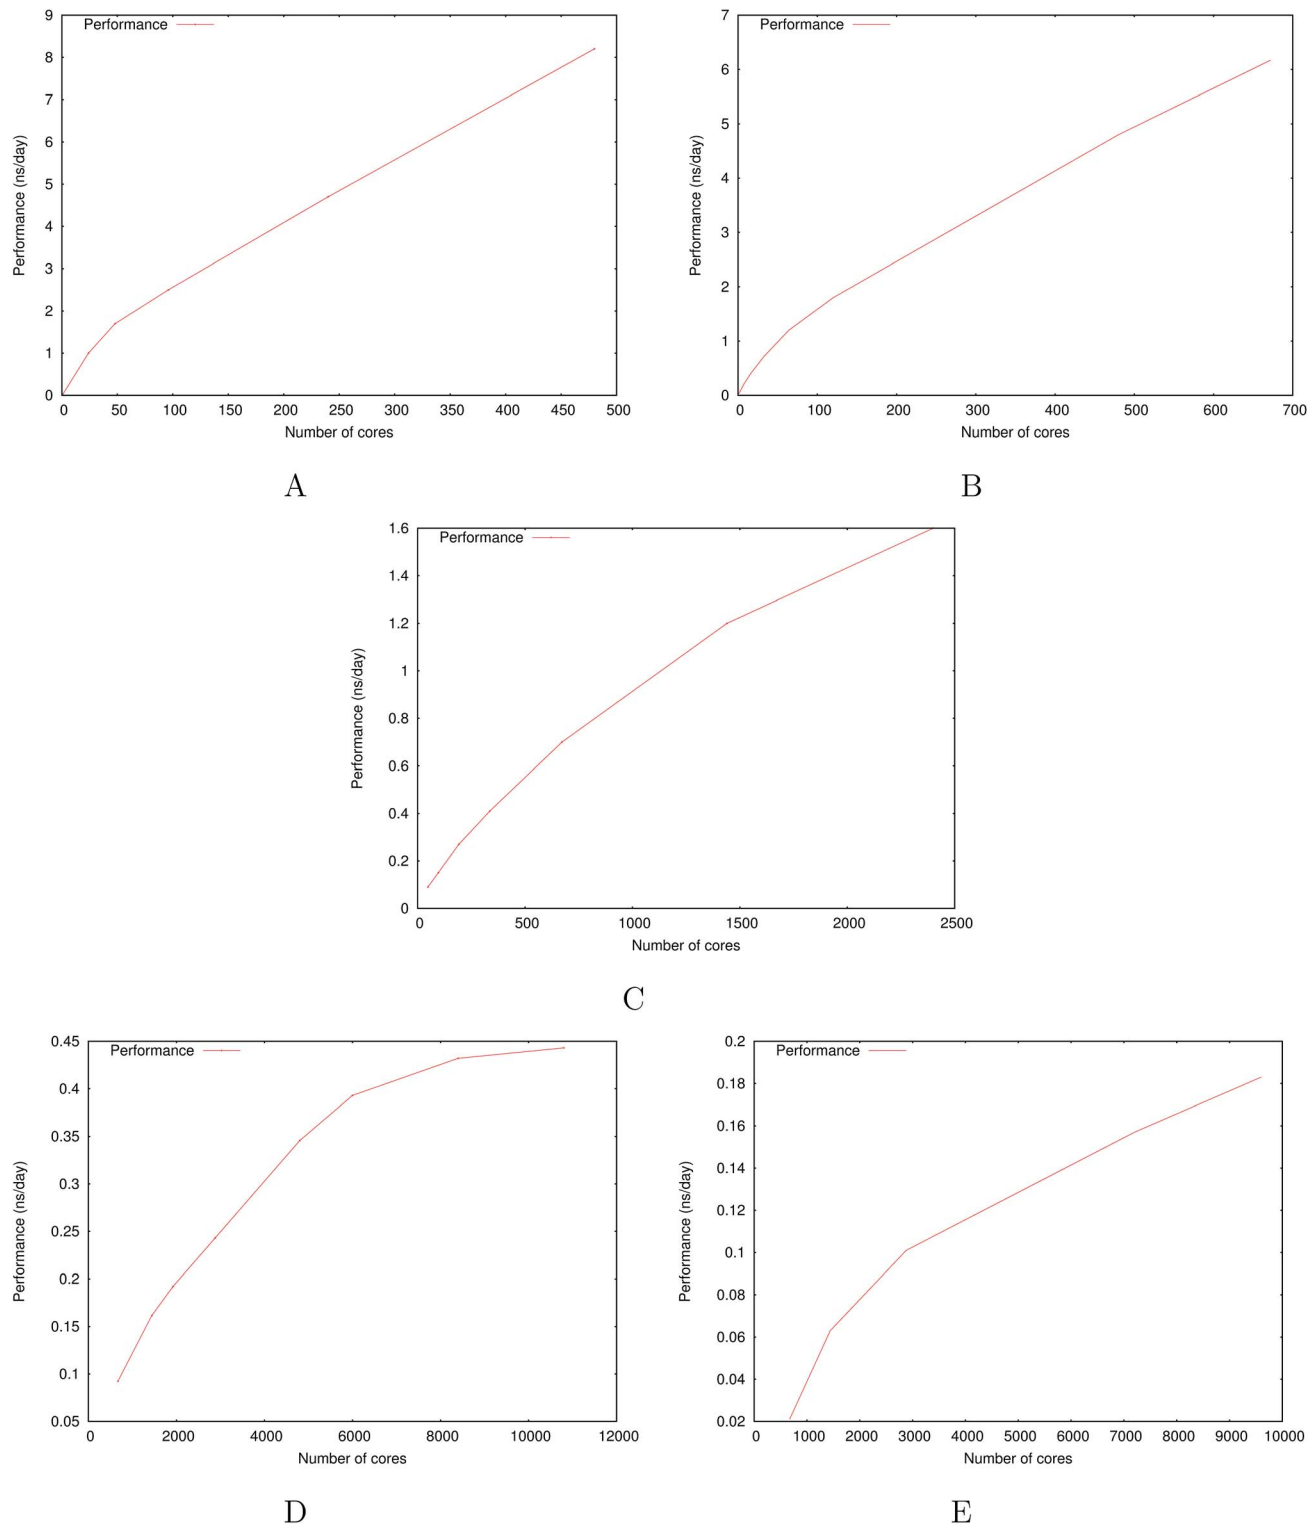 9
8
7
6
5
4
3
2
1
0
Performance (ns/day)
Performance
0 50 100 150 200 250 300 350 400 450 500
Number of cores
A
7
6
5
4
3
2
1
0
Performance (ns/day)
Performance
0 100 200 300 400 500 600 700
Number of cores
B
1.6
1.4
1.2
1
0.8
0.6
0.4
0.2
0
Performance (ns/day)
Performance
0 500 1000 1500 2000 2500
Number of cores
C
0.45
0.4
0.35
0.3
0.25
0.2
0.15
0.1
0.05
Performance (ns/day)
Performance
0 2000 4000 6000 8000 10000 12000
Number of cores
D
0.2
0.18
0.16
0.14
0.12
0.1
0.08
0.06
0.04
0.02
Performance (ns/day)
Performance
0 1000 2000 3000 4000 5000 6000 7000 8000 9000 10000
Number of cores
E